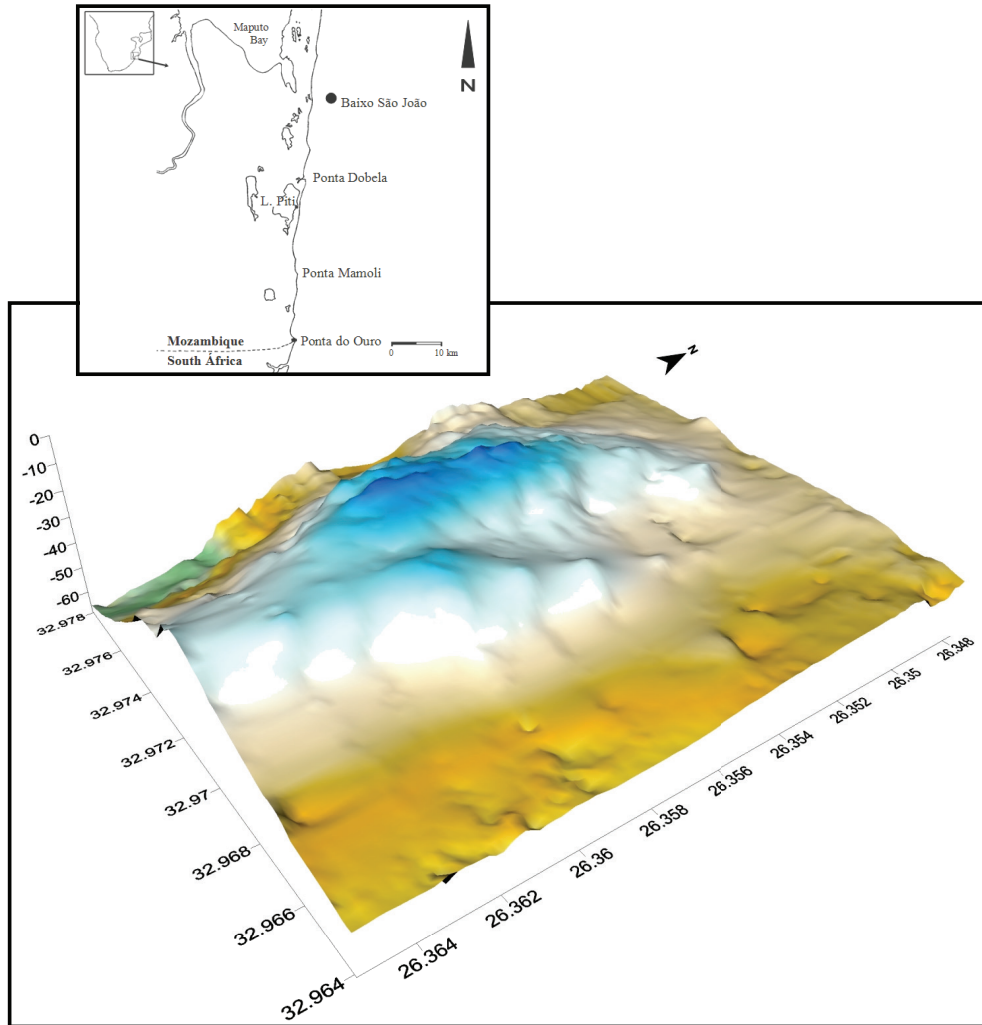 Maputo
Bay
N
Baixo São João
Ponta Dobela
L. Piti
Ponta Mamoli
Mozambique
Ponta do Ouro
South África
0 10 km
N
0
-10
-20
-30
-40
-50
-60
32.978
32.976
32.974
32.972
32.97
32.968
32.966
32.964
26.364
26.362
26.36
26.358
26.356
26.354
26.352
26.35
26.348